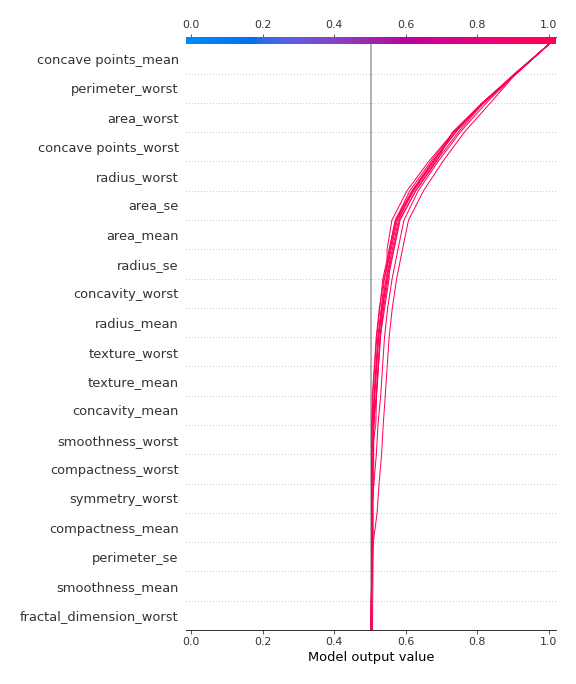 0.0 0.2 0.4 0.6 0.8 1.0
concave points_mean
perimeter_worst
area_worst
concave points_worst
radius_worst
area_se
area_mean
radius_se
concavity_worst
radius_mean
texture_worst
texture_mean
concavity_mean
smoothness_worst
compactness_worst
symmetry_worst
compactness_mean
perimeter_se
smoothness_mean
fractal_dimension_worst
0.0 0.2 0.4 0.6 0.8 1.0
Model output value